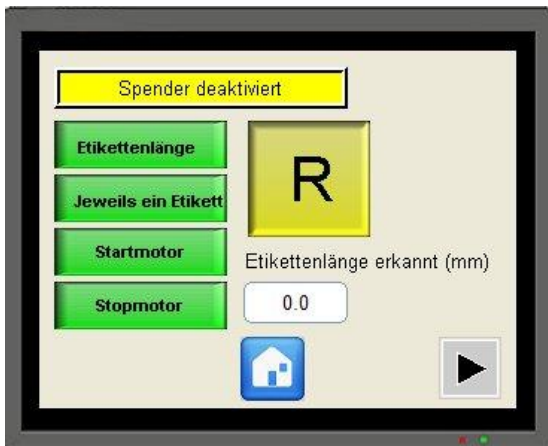 Spender deaktiviert
Etikettenlänge
R
Jeweils ein Etikett
Startmotor
Etikettenlänge erkannt (mm)
Stopmotor
0.0